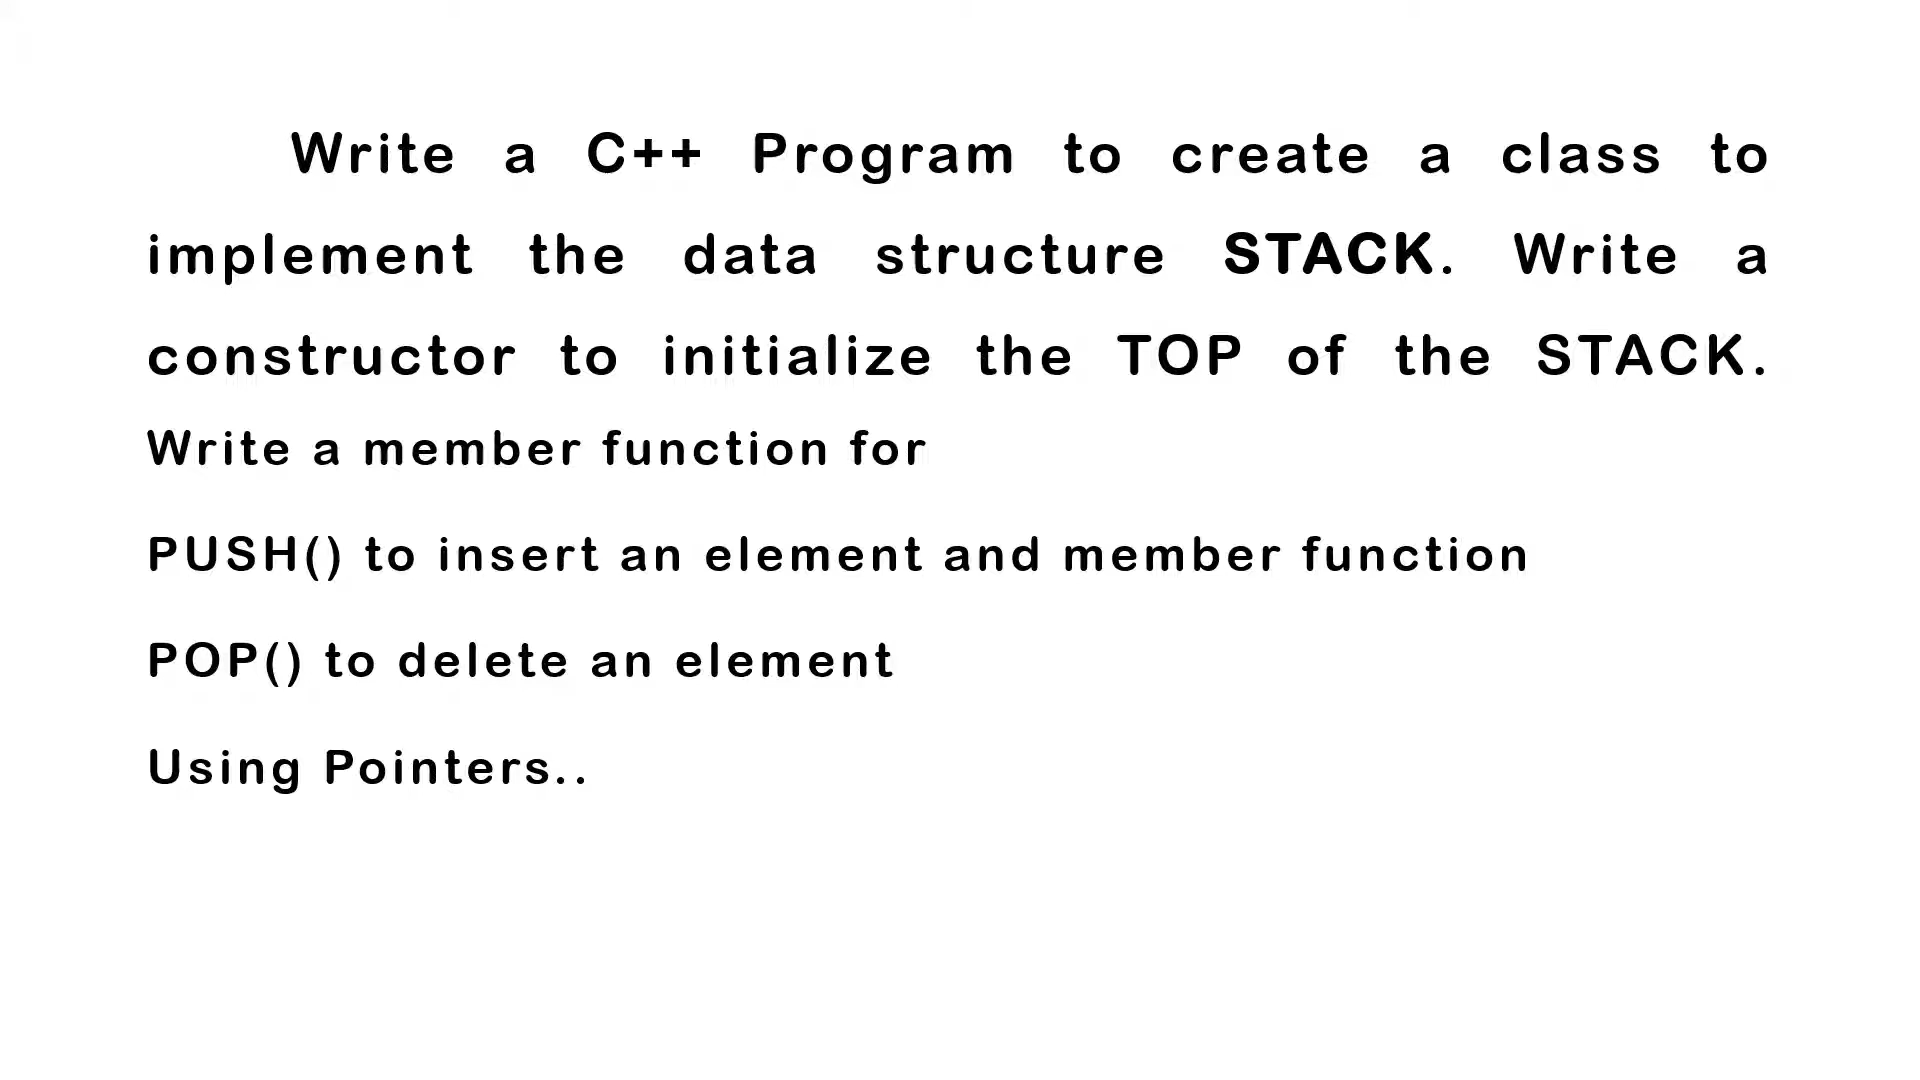 Write a C++ Program to create a class to
implement the data structure STACK. Write a
constructor to initialize the TOP of the STACK.
Write a member function for
PUSH() to insert an element and member function
POP() to delete an element
Using Pointers..